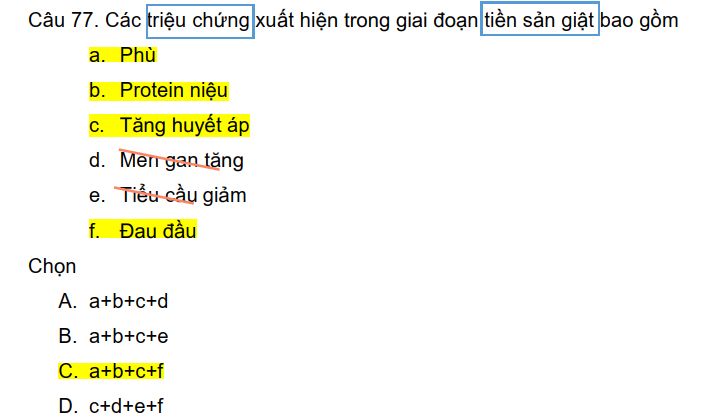 Câu 77. Các triệu chứng xuất hiện trong giai đoạn tiền sản giật bao gồm
a. Phù
b. Protein niệu
c. Tăng huyết áp
d. Men gan tăng
e. Tiểu cầu giảm
f. Đau đầu
Chọn
A. a+b+c+d
B. a+b+c+e
C. a+b+c+f
D. c+d+e+f